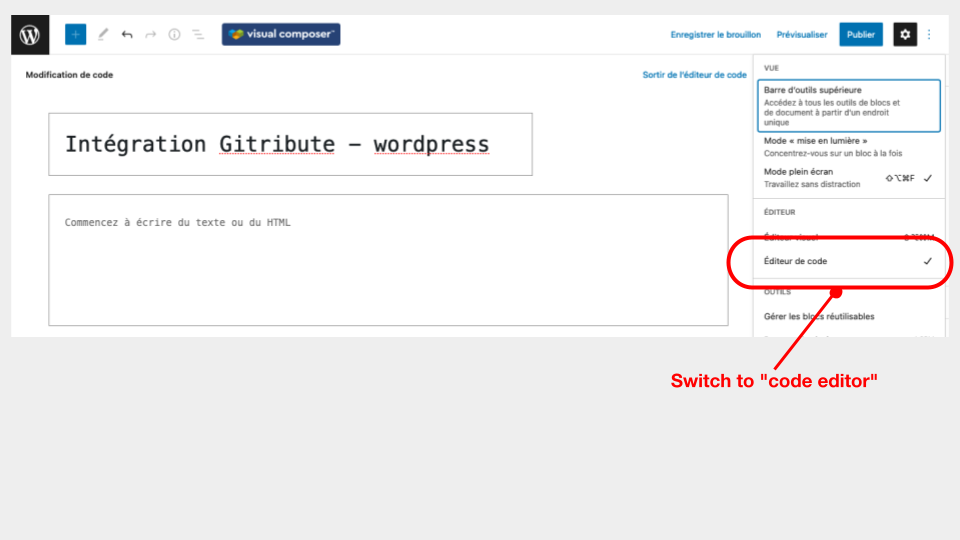 visual composer
Enregistrer le brouillon
Prévisualiser
Publier
Modification de code
Sortir de l'éditeur de code
Intégration Gitribute – wordpress
Commencez à écrire du texte ou du HTML
VUE
Barre d'outils supérieure
Accédez à tous les outils de blocs et
de document à partir d'un endroit
unique
Mode « mise en lumière »
Concentrez-vous sur un bloc à la fois
Mode plein écran
⇧⌥⌘F
Travaillez sans distraction
ÉDITEUR
Éditeur visuel
Éditeur de code
OUTILS
Gérer les blocs réutilisables
Switch to "code editor"